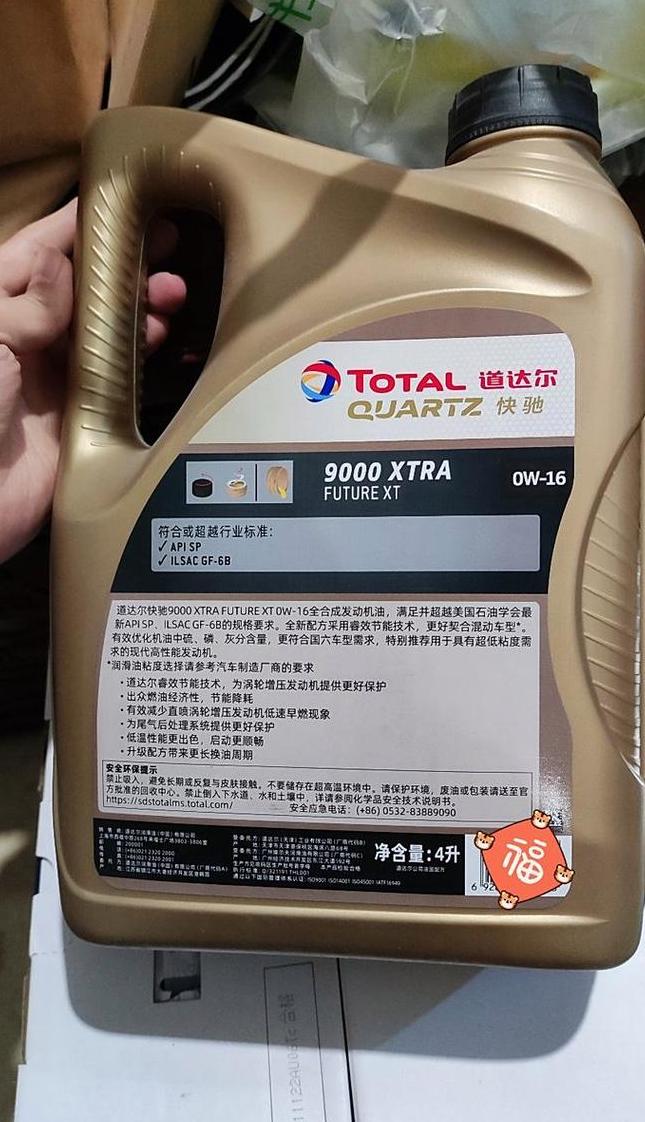 TOTAL 道达尔
QUARTZ 快驰
9000 XTRA
FUTURE XT
0W-16
符合或超越行业标准:
✓ API SP
✓ ILSAC GF-6B
道达尔快驰9000 XTRA FUTURE XT 0W-16全合成发动机油，满足并超越美国石油学会最
新API SP、ILSAC GF-6B的规格要求。全新配方采用睿效节能技术，更好契合混动车型*。
有效优化机油中硫、磷、灰分含量，更符合国六车型需求，特别推荐用于具有超低粘度需
求的现代高性能发动机。
*润滑油粘度选择请参考汽车制造厂商的要求
·道达尔睿效节能技术，为涡轮增压发动机提供更好保护
·出众燃油经济性，节能降耗
·有效减少直喷涡轮增压发动机低速早燃现象
·为尾气后处理系统提供更好保护
·低温性能更出色，启动更顺畅
·升级配方带来更长换油周期
安全环保提示
禁止吸入，避免长期或反复与皮肤接触。不要储存在超高温环境中。请保护环境，废油或包装请送至官
方批准的回收中心。禁止倒入下水道、水和土壤中，详请参阅化学品安全技术说明书。
https://sdstotalms.total.com/ 安全应急电话: (+86) 0532-83889090
净含量:4升
福
6 92